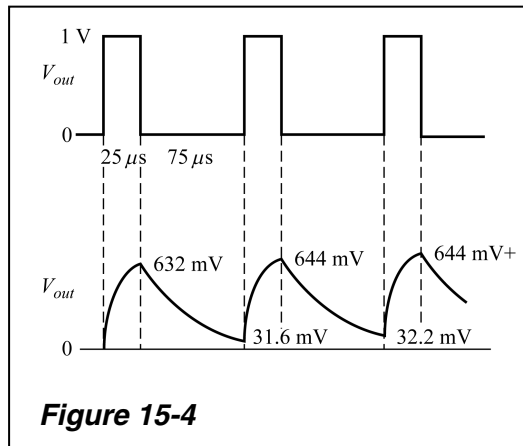 1 V
V_out
0
25 μs 75 μs
632 mV 644 mV 644 mV+
V_out
31.6 mV 32.2 mV
0
Figure 15-4